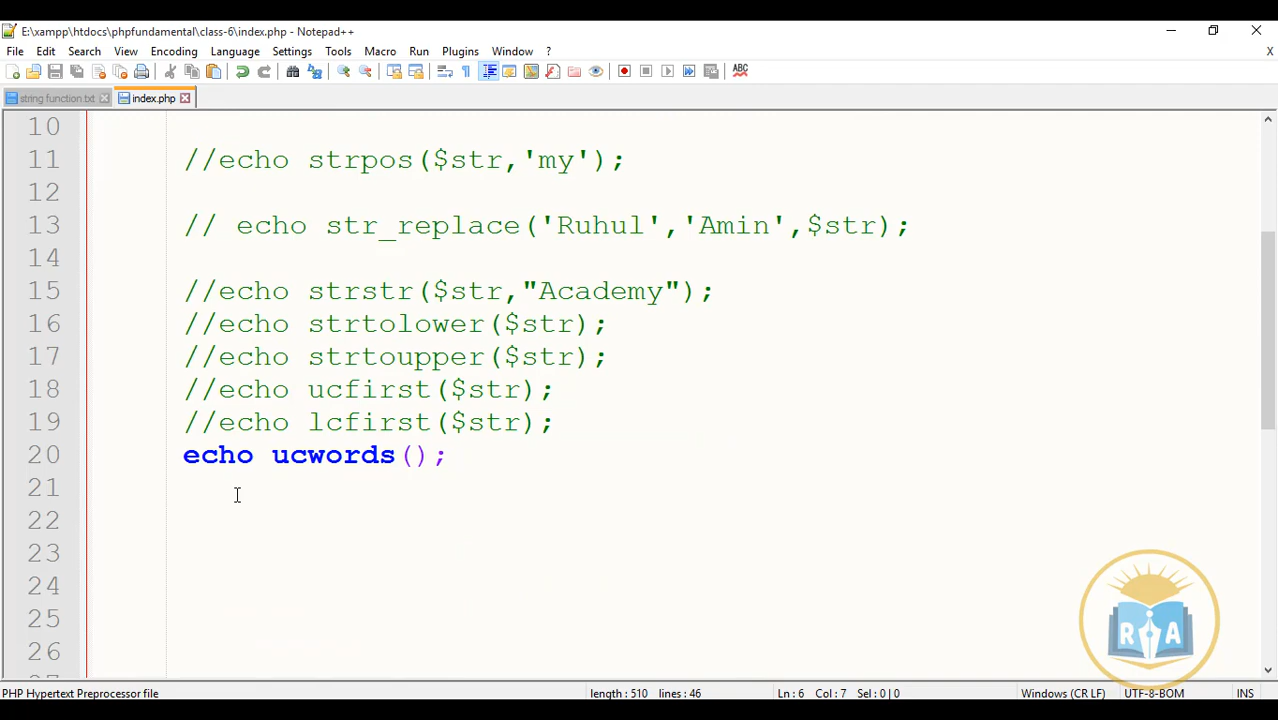 E:\xampp\htdocs\phpfundamental\class-6\index.php - Notepad++
File Edit Search View Encoding Language Settings Tools Macro Run Plugins Window ? X
ABC
string function.txt index.php
10
11 //echo strpos($str,'my');
12
13 // echo str_replace('Ruhul','Amin',$str);
14
15 //echo strstr($str,"Academy");
16 //echo strtolower($str);
17 //echo strtoupper($str);
18 //echo ucfirst($str);
19 //echo lcfirst($str);
20 echo ucwords();
21
22
23
24
25
26
R A
PHP Hypertext Preprocessor file length : 510 lines : 46 Ln : 6 Col : 7 Sel : 0 | 0 Windows (CR LF) UTF-8-BOM INS